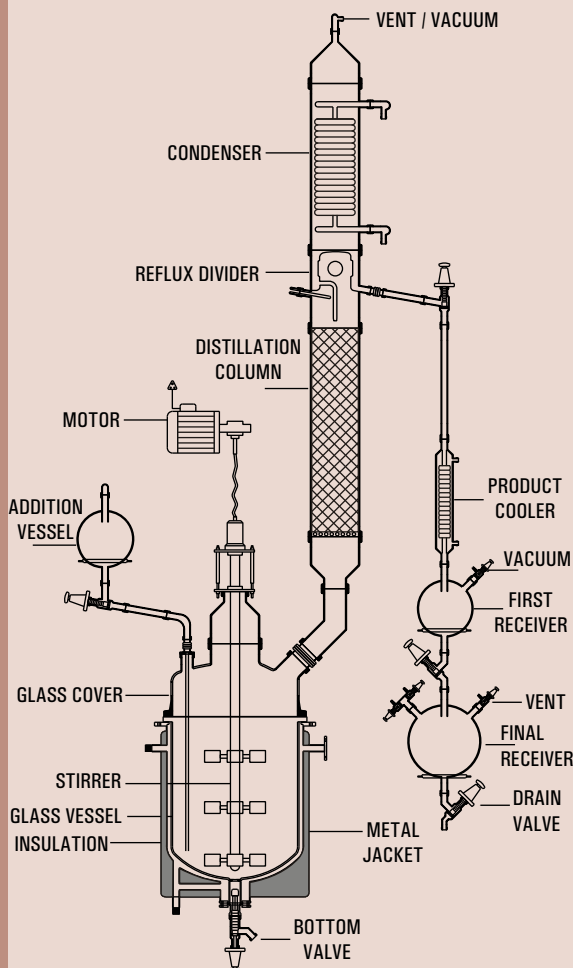 VENT / VACUUM
CONDENSER
REFLUX DIVIDER
DISTILLATION
COLUMN
MOTOR
ADDITION
VESSEL
PRODUCT
COOLER
VACUUM
FIRST
RECEIVER
GLASS COVER
VENT
FINAL
RECEIVER
STIRRER
GLASS VESSEL
INSULATION
METAL
JACKET
DRAIN
VALVE
BOTTOM
VALVE